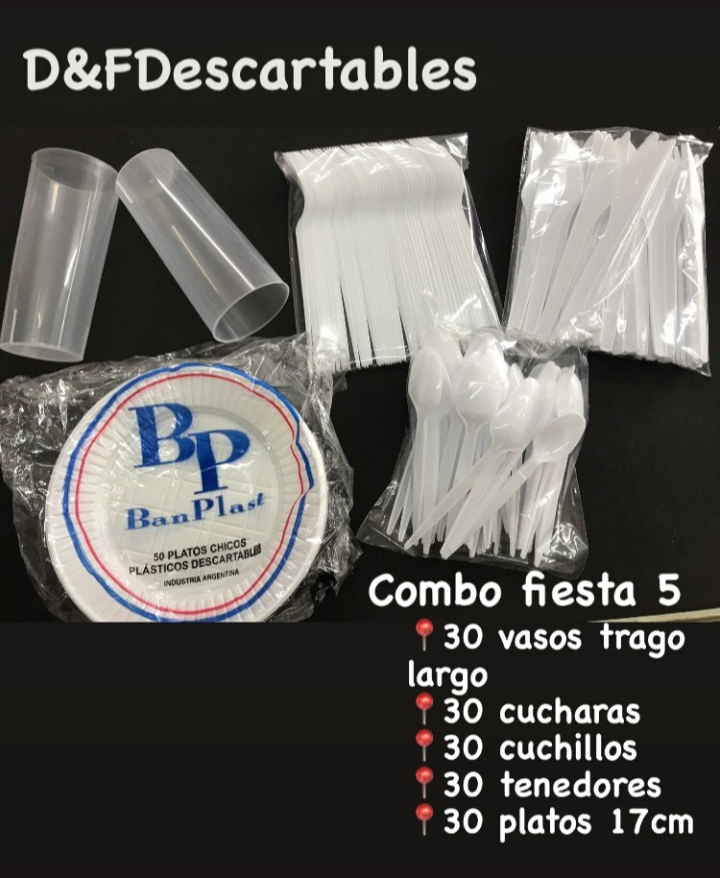 D&FDescartables
BP
BanPlast
50 PLATOS CHICOS
PLÁSTICOS DESCARTABLES
INDUSTRIA ARGENTINA
Combo fiesta 5
📍30 vasos trago
largo
📍30 cucharas
📍30 cuchillos
📍30 tenedores
📍30 platos 17cm